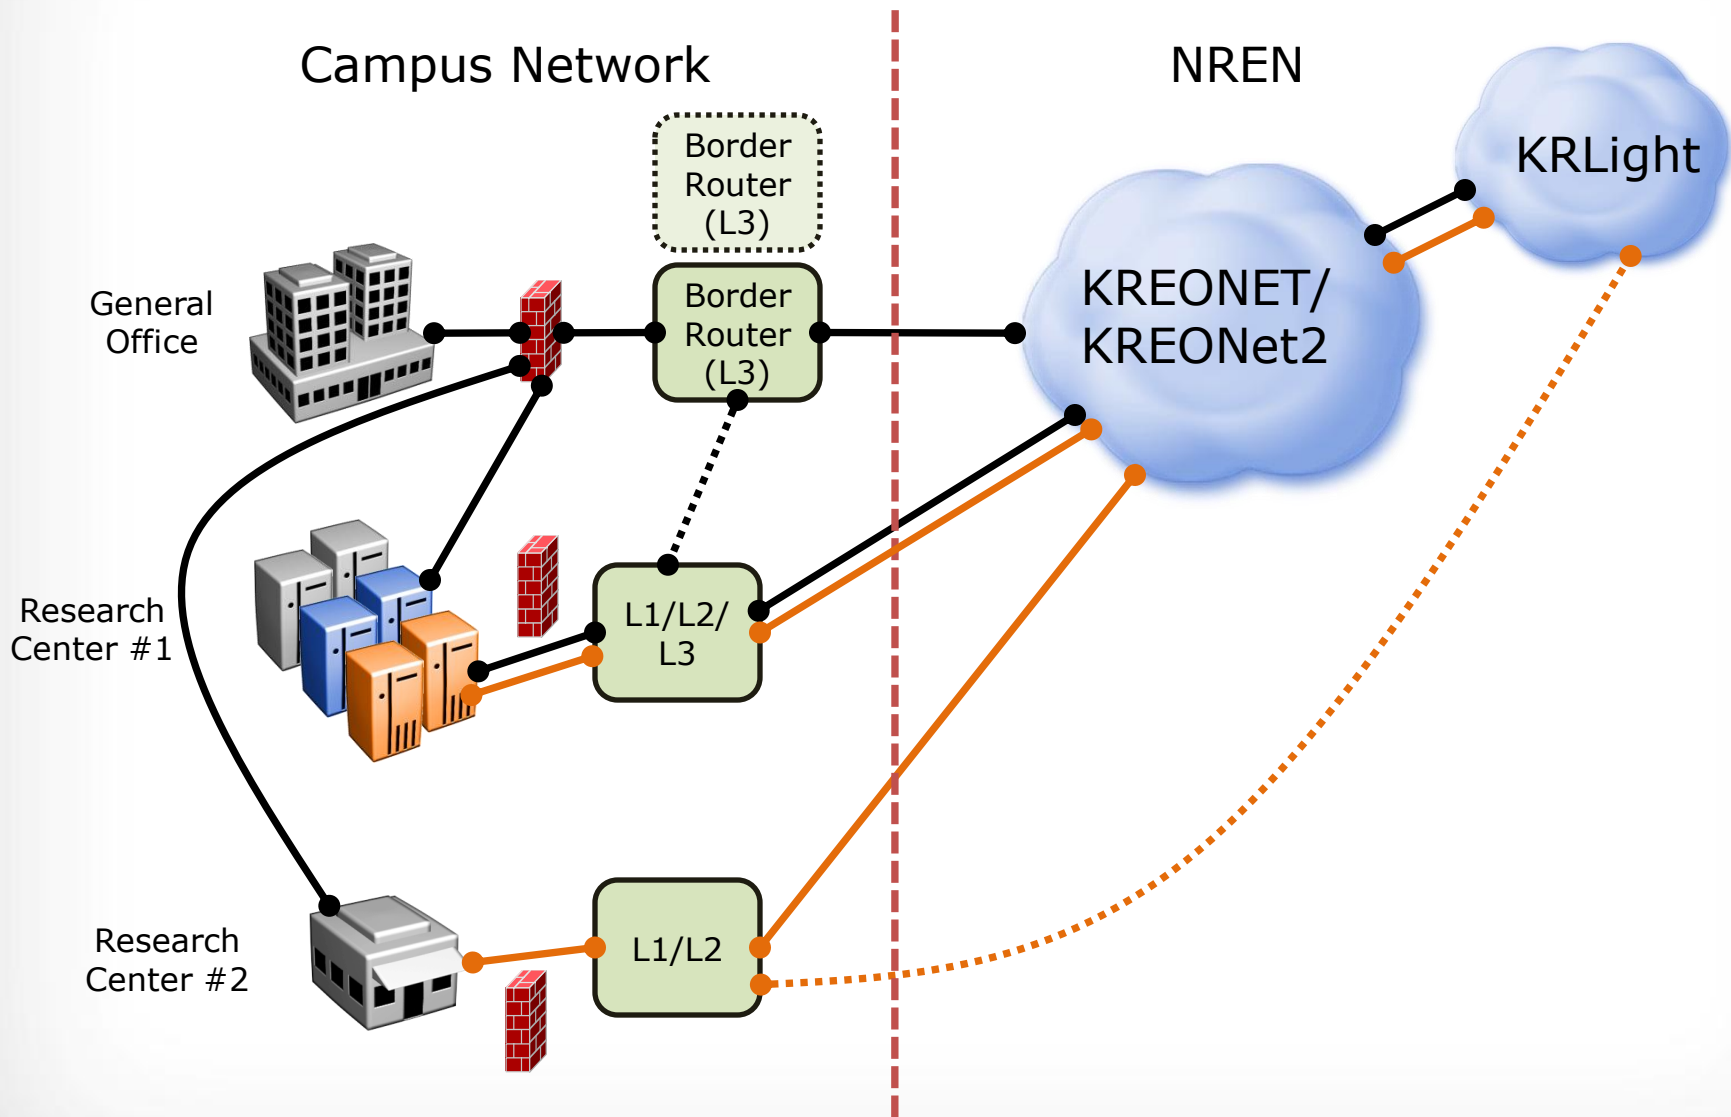 Campus Network
NREN
KRLight
Border
Router
(L3)
General
Office
Border
Router
(L3)
KREONET/
KREONet2
Research
Center #1
L1/L2/
L3
Research
Center #2
L1/L2